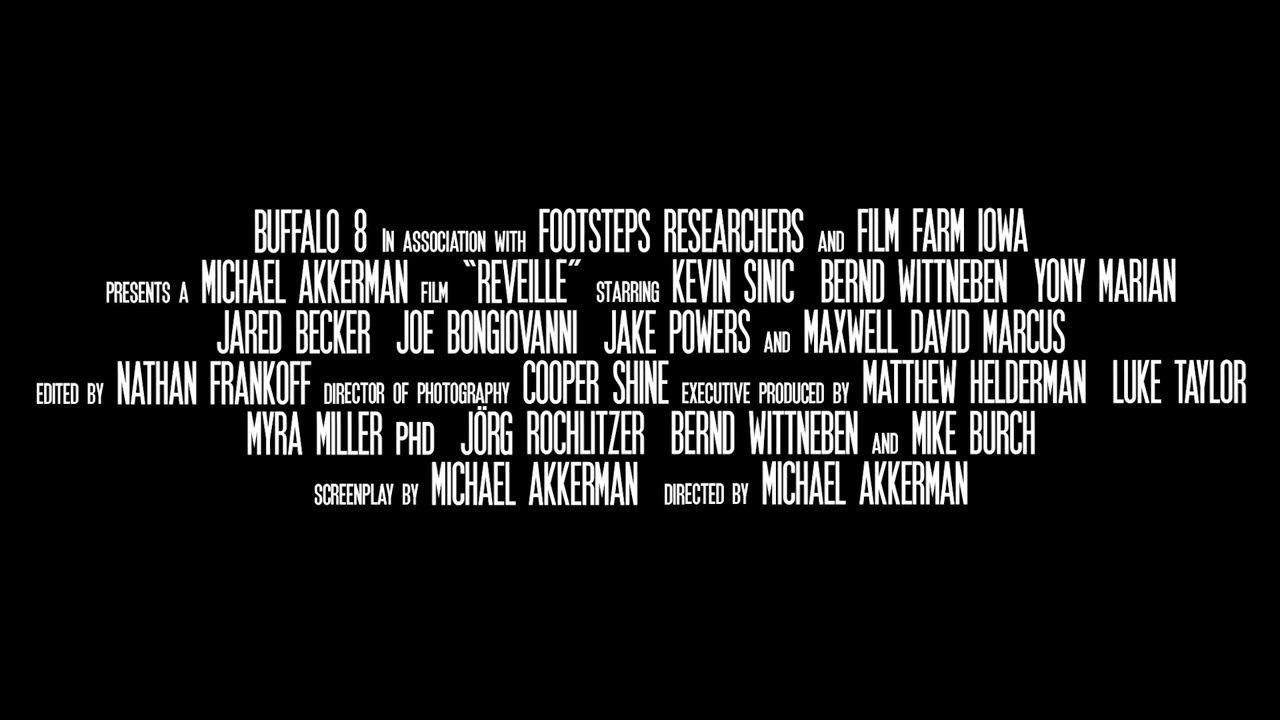 BUFFALO 8 IN ASSOCIATION WITH FOOTSTEPS RESEARCHERS AND FILM FARM IOWA
PRESENTS A MICHAEL AKKERMAN FILM “REVEILLE” STARRING KEVIN SINIC BERND WITTNEBEN YONY MARIAN
JARED BECKER JOE BONGIOVANNI JAKE POWERS AND MAXWELL DAVID MARCUS
EDITED BY NATHAN FRANKOFF DIRECTOR OF PHOTOGRAPHY COOPER SHINE EXECUTIVE PRODUCED BY MATTHEW HELDERMAN LUKE TAYLOR
MYRA MILLER PHD JÖRG ROCHLITZER BERND WITTNEBEN AND MIKE BURCH
SCREENPLAY BY MICHAEL AKKERMAN DIRECTED BY MICHAEL AKKERMAN